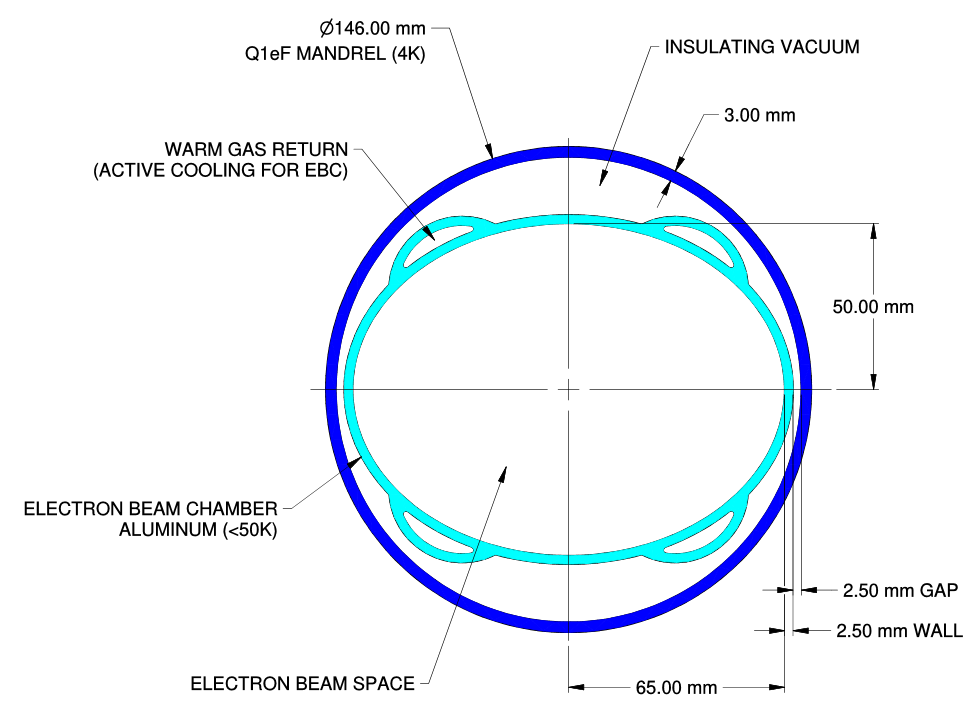 Ø146.00 mm
Q1eF MANDREL (4K)
INSULATING VACUUM
3.00 mm
WARM GAS RETURN
(ACTIVE COOLING FOR EBC)
50.00 mm
ELECTRON BEAM CHAMBER
ALUMINUM (<50K)
2.50 mm GAP
2.50 mm WALL
ELECTRON BEAM SPACE
65.00 mm